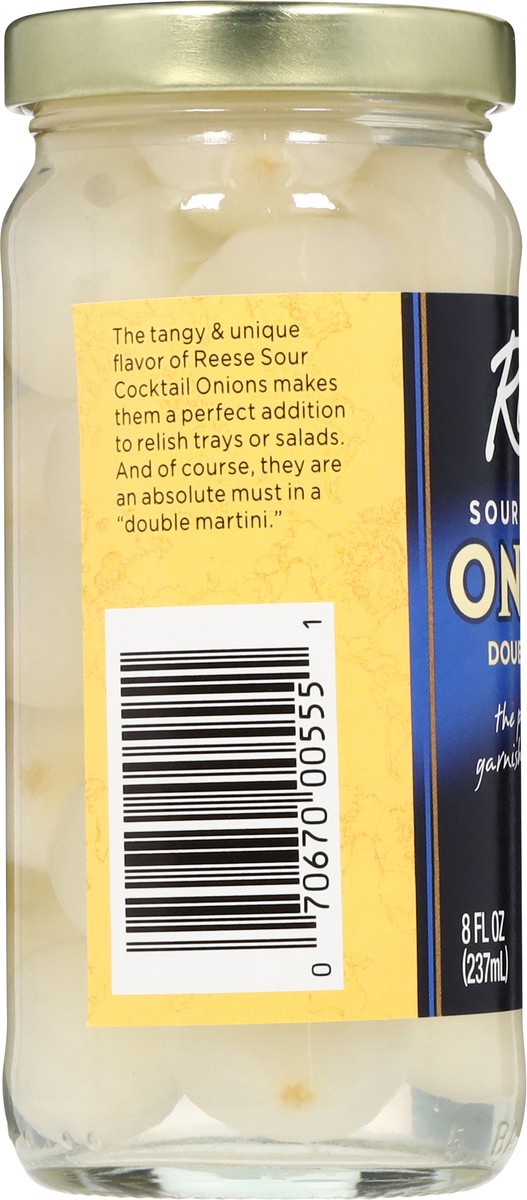 The tangy & unique
flavor of Reese Sour
Cocktail Onions makes
them a perfect addition
to relish trays or salads.
And of course, they are
an absolute must in a
“double martini.”
0 70670 00555 1
SOUR
the
8 FL OZ
(237mL)